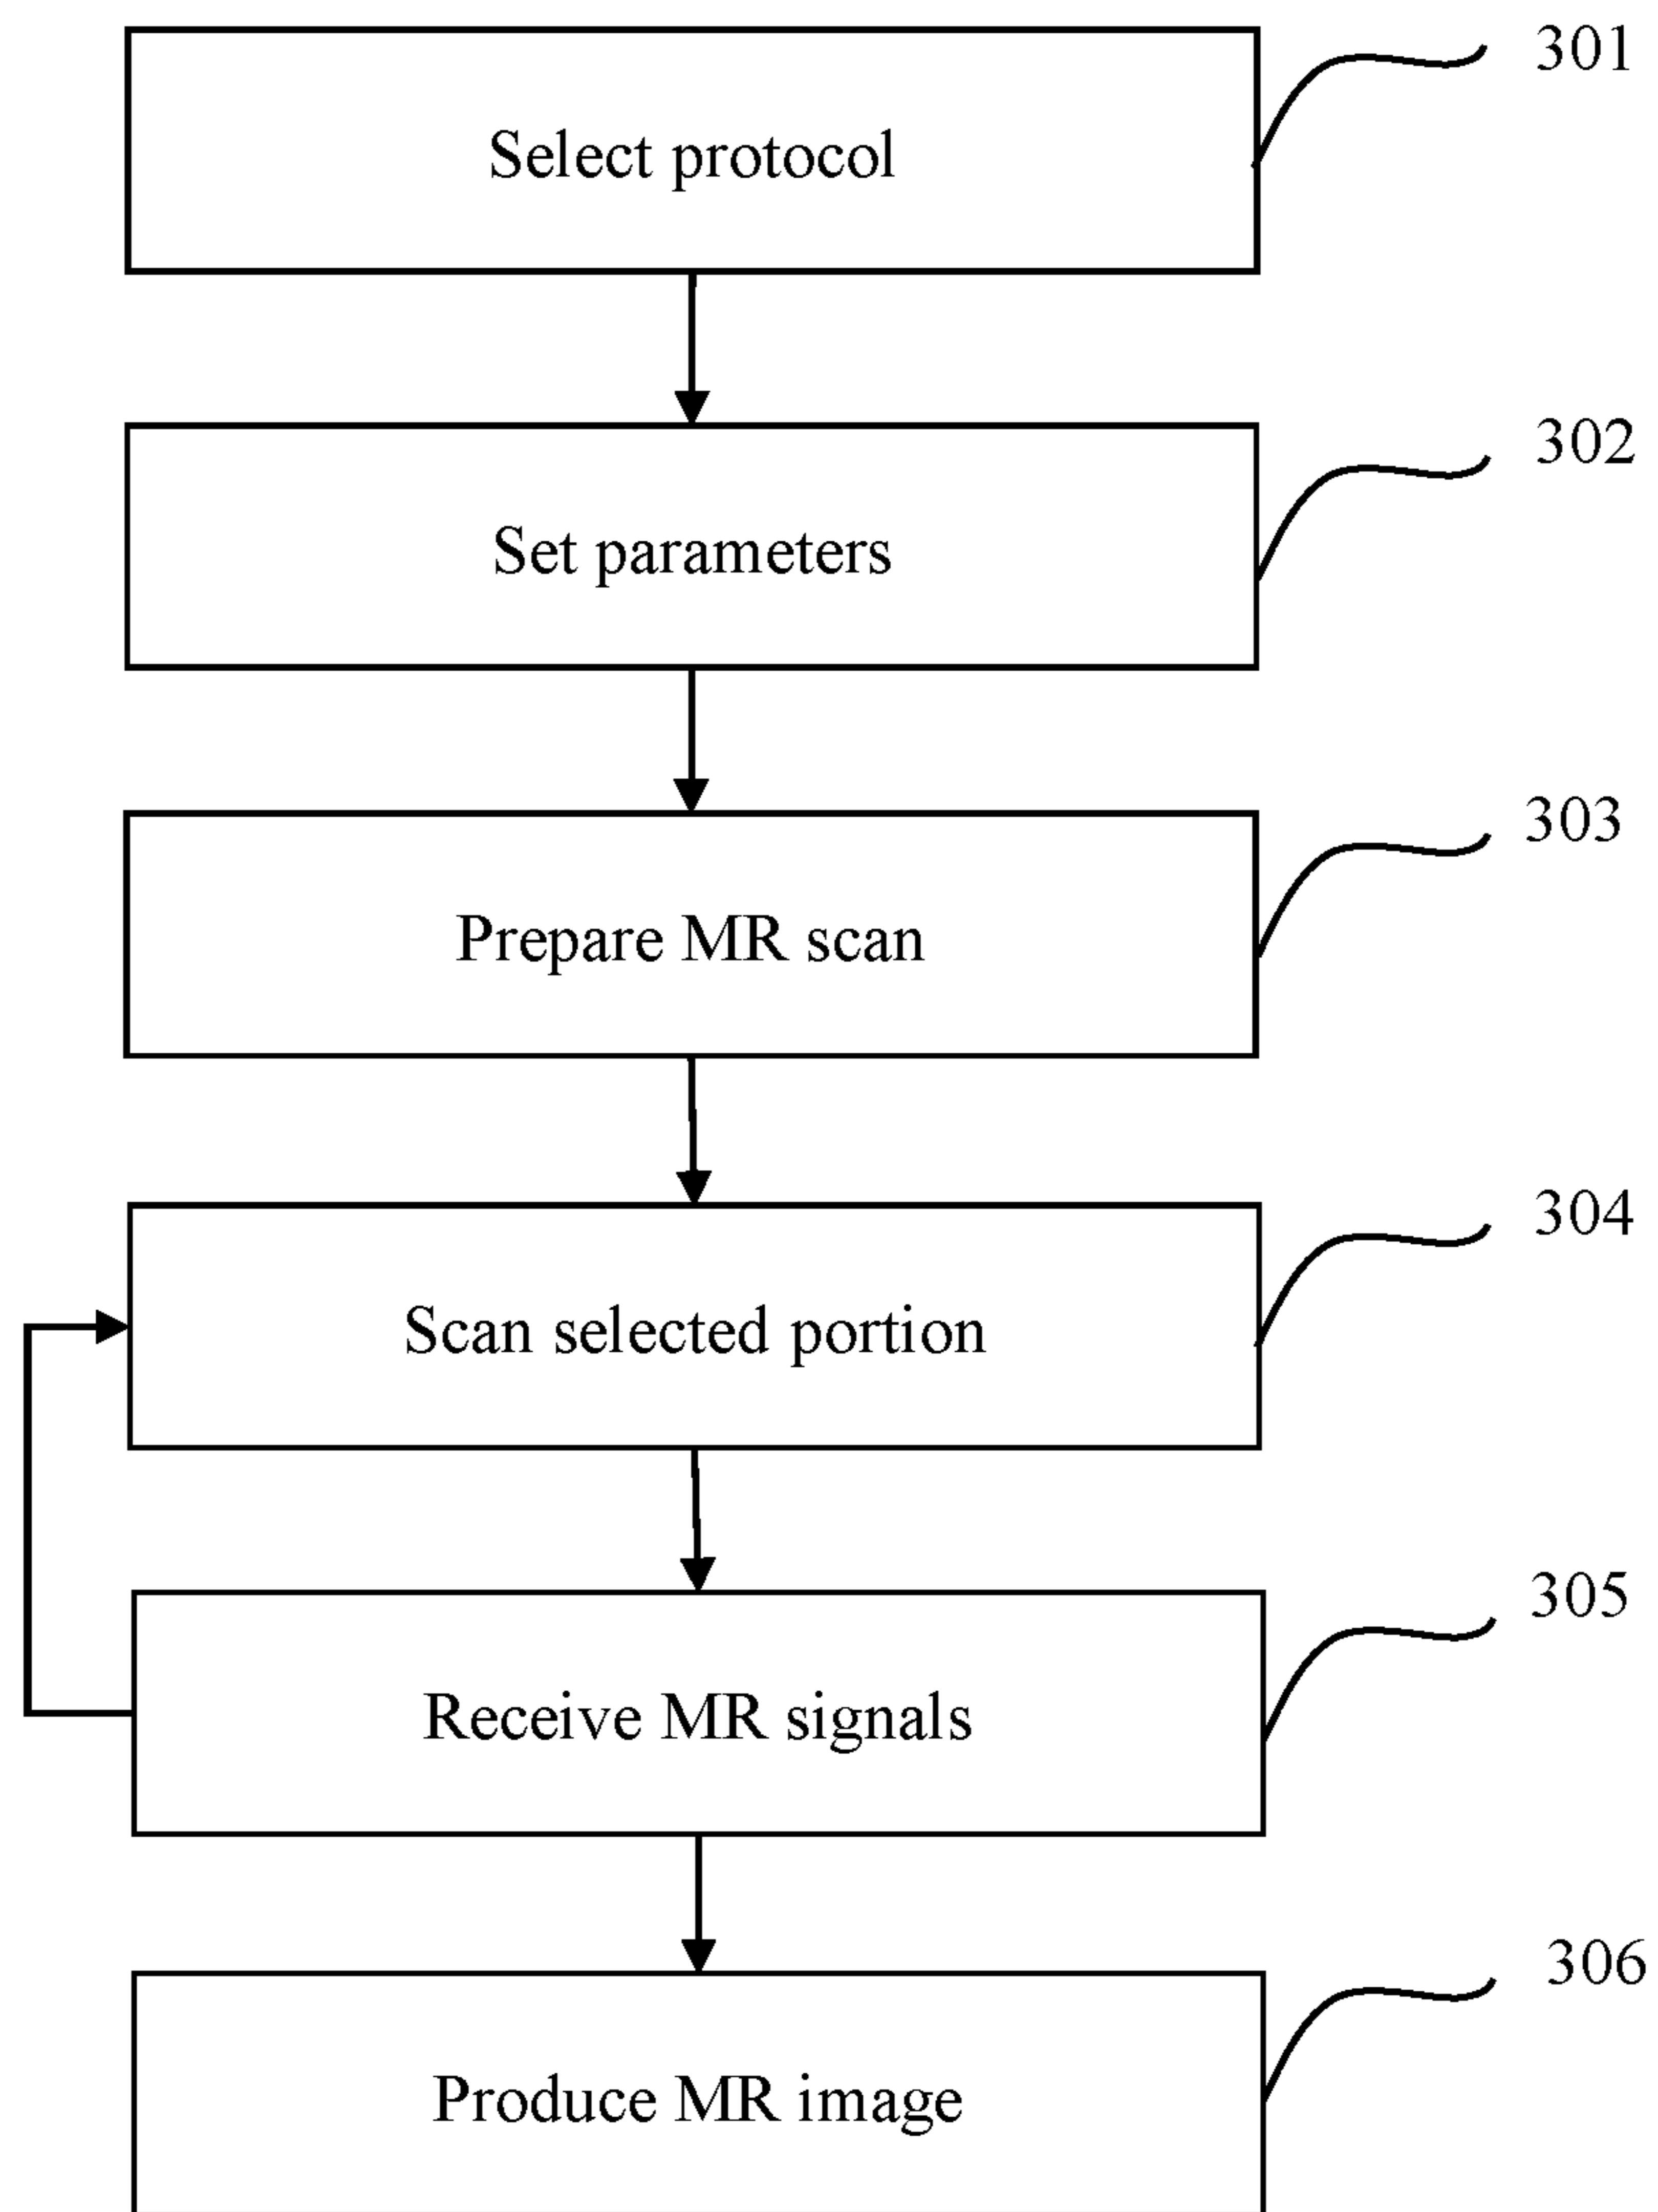 301
Select protocol
302
Set parameters
303
Prepare MR scan
304
Scan selected portion
305
Receive MR signals
306
Produce MR image